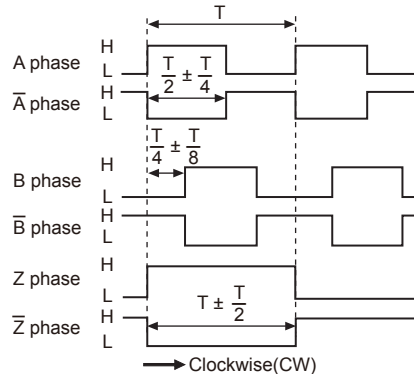 T
H
A phase
L
T/2 ± T/4
H
A̅ phase
L
T/4 ± T/8
H
B phase
L
H
B̅ phase
L
H
Z phase
L
T ± T/2
H
Z̅ phase
L
Clockwise(CW)